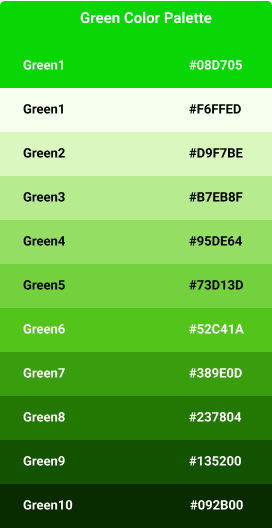 Green Color Palette
Green1 #08D705
Green1 #F6FFED
Green2 #D9F7BE
Green3 #B7EB8F
Green4 #95DE64
Green5 #73D13D
Green6 #52C41A
Green7 #389E0D
Green8 #237804
Green9 #135200
Green10 #092B00